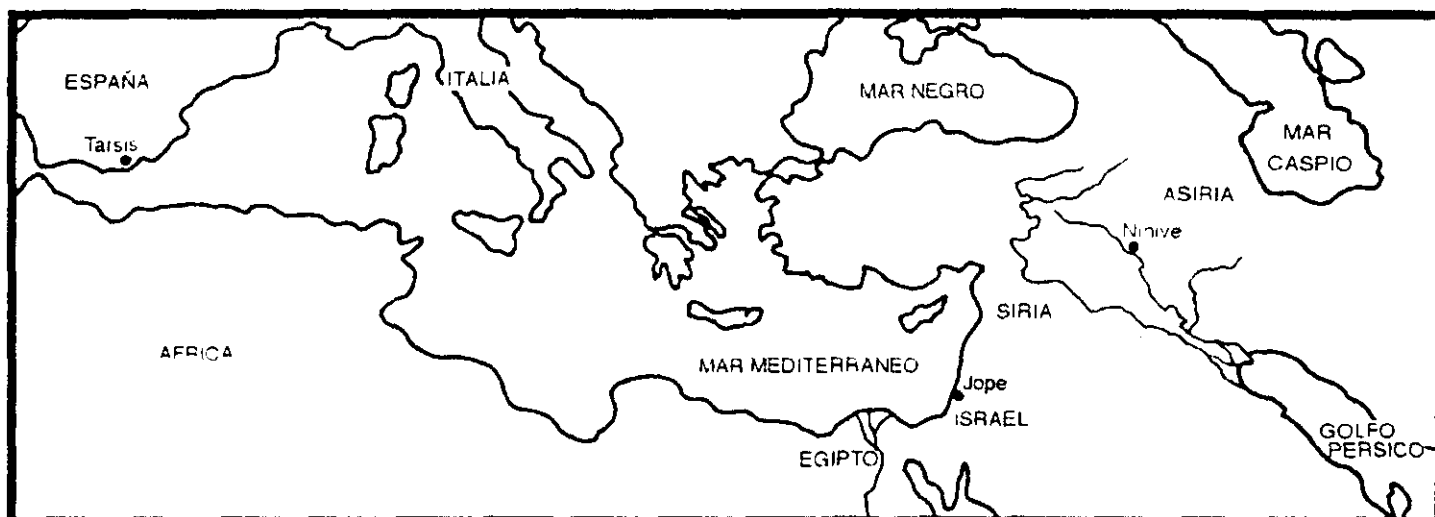 ESPAÑA
ITALIA
MAR NEGRO
MAR
CASPIO
Tarsis
ASIRIA
Ninive
SIRIA
AFRICA
MAR MEDITERRANEO
Jope
ISRAEL
EGIPTO
GOLFO
PERSICO